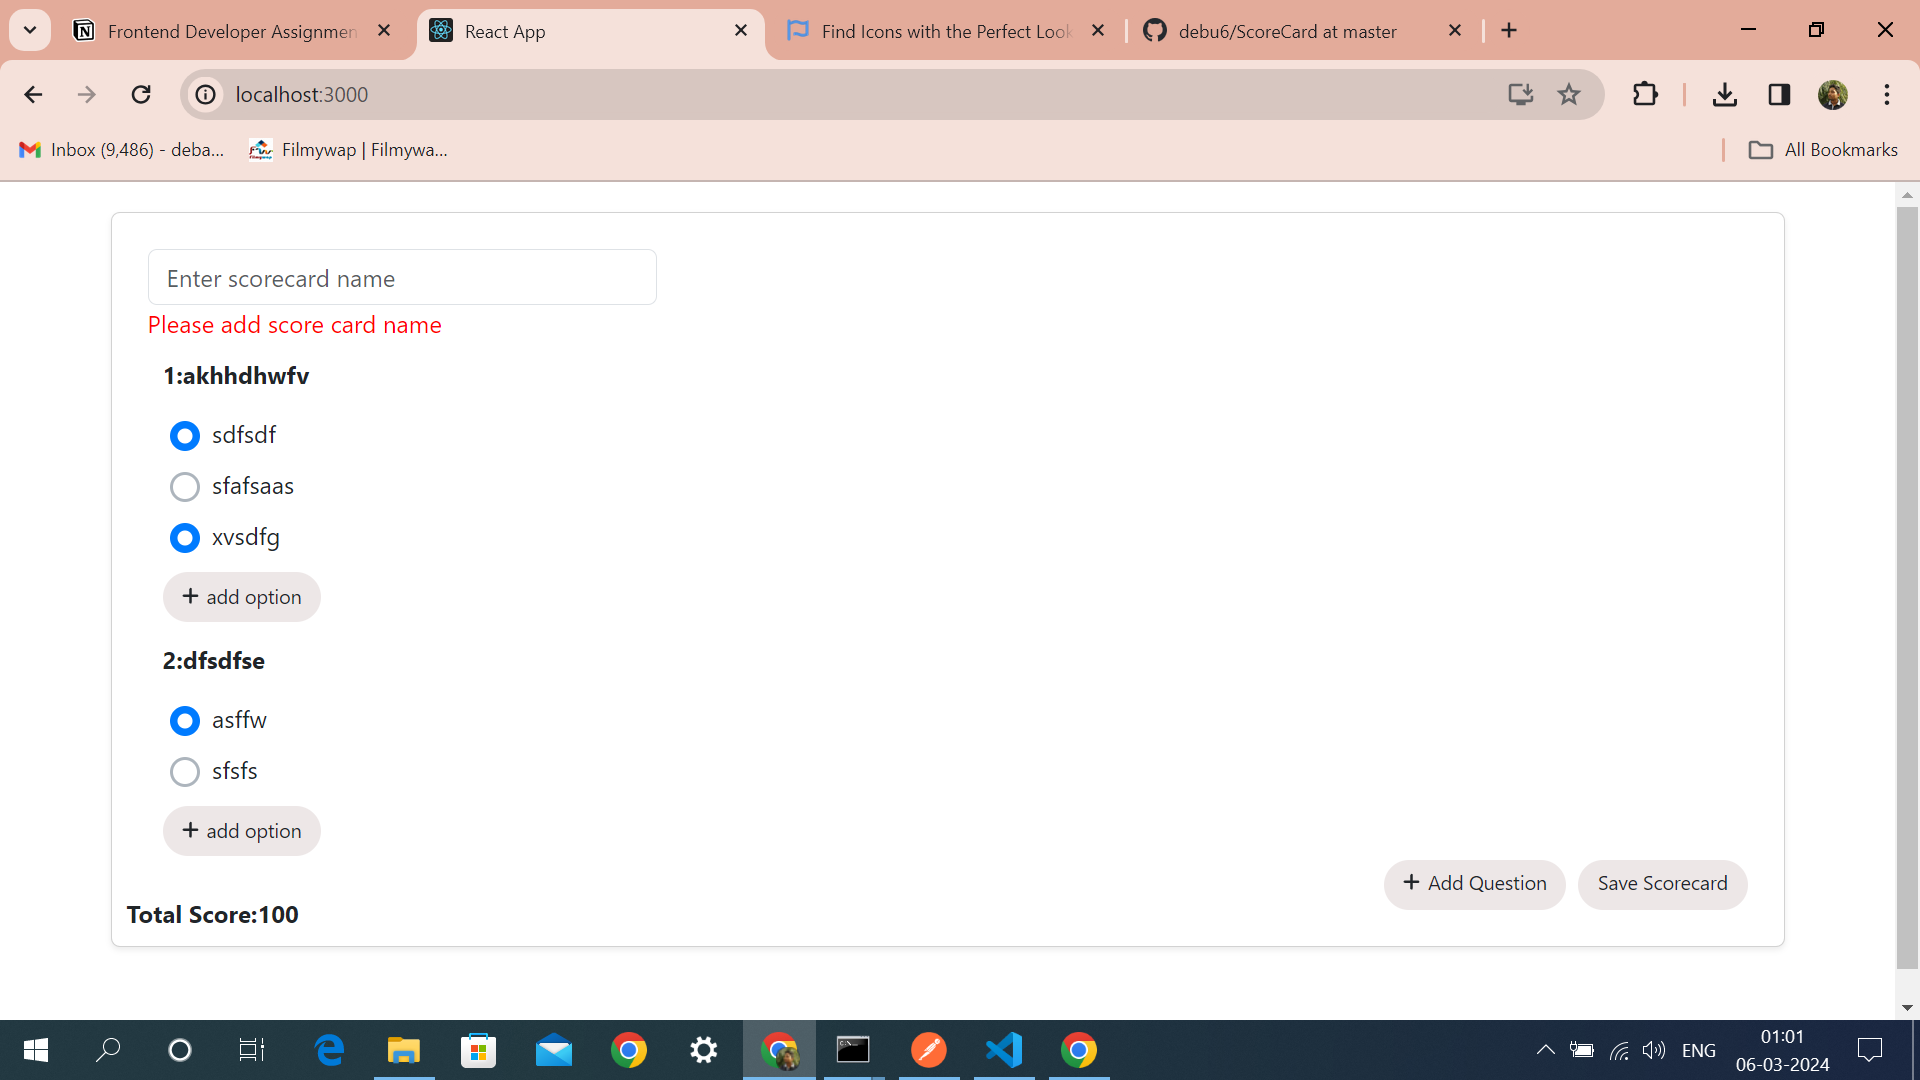 Frontend Developer Assignmen
React App
Find Icons with the Perfect Look
debu6/ScoreCard at master
localhost:3000
Inbox (9,486) - deba...
Filmywap | Filmywa...
All Bookmarks
Enter scorecard name
Please add score card name
1:akhhdhwfv
sdfsdf
sfafsaas
xvsdfg
+ add option
2:dfsdfse
asffw
sfsfs
+ add option
+ Add Question
Save Scorecard
Total Score:100
ENG
01:01
06-03-2024